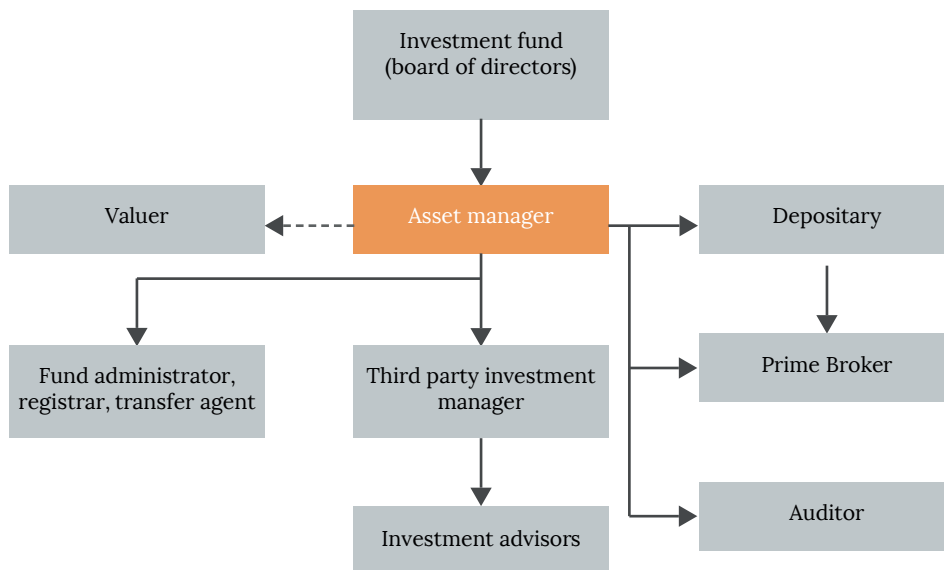 Investment fund
(board of directors)
Valuer
Asset manager
Depositary
Fund administrator,
registrar, transfer agent
Third party investment
manager
Prime Broker
Investment advisors
Auditor